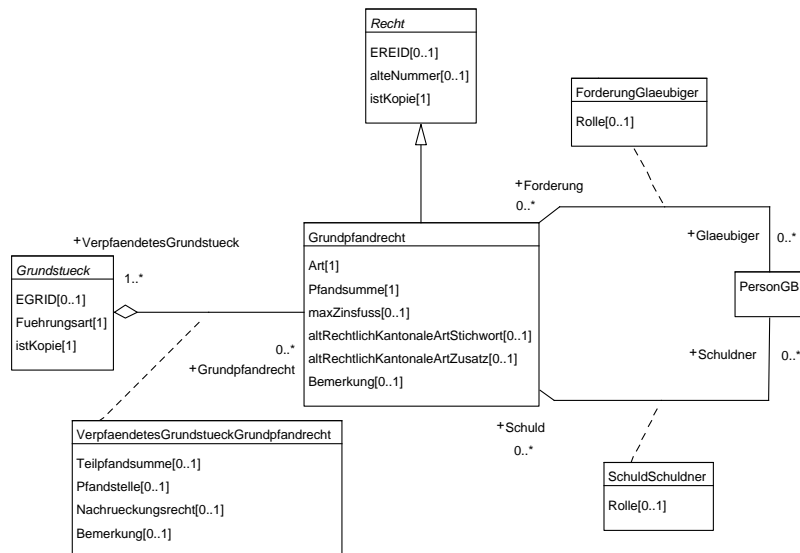 Recht
EREID[0..1]
alteNummer[0..1]
istKopie[1]
ForderungGlaeubiger
Rolle[0..1]
+Forderung
0..*
+Glaeubiger
0..*
+VerpfaendetesGrundstueck
1..*
Grundstueck
EGRID[0..1]
Fuehrungsart[1]
istKopie[1]
Grundpfandrecht
Art[1]
Pfandsumme[1]
maxZinsfuss[0..1]
altRechtlichKantonaleArtStichwort[0..1]
altRechtlichKantonaleArtZusatz[0..1]
Bemerkung[0..1]
PersonGB
0..*
+Grundpfandrecht
+Schuldner
0..*
+Schuld
0..*
VerpfaendetesGrundstueckGrundpfandrecht
Teilpfandsumme[0..1]
Pfandstelle[0..1]
Nachrueckungsrecht[0..1]
Bemerkung[0..1]
SchuldSchuldner
Rolle[0..1]